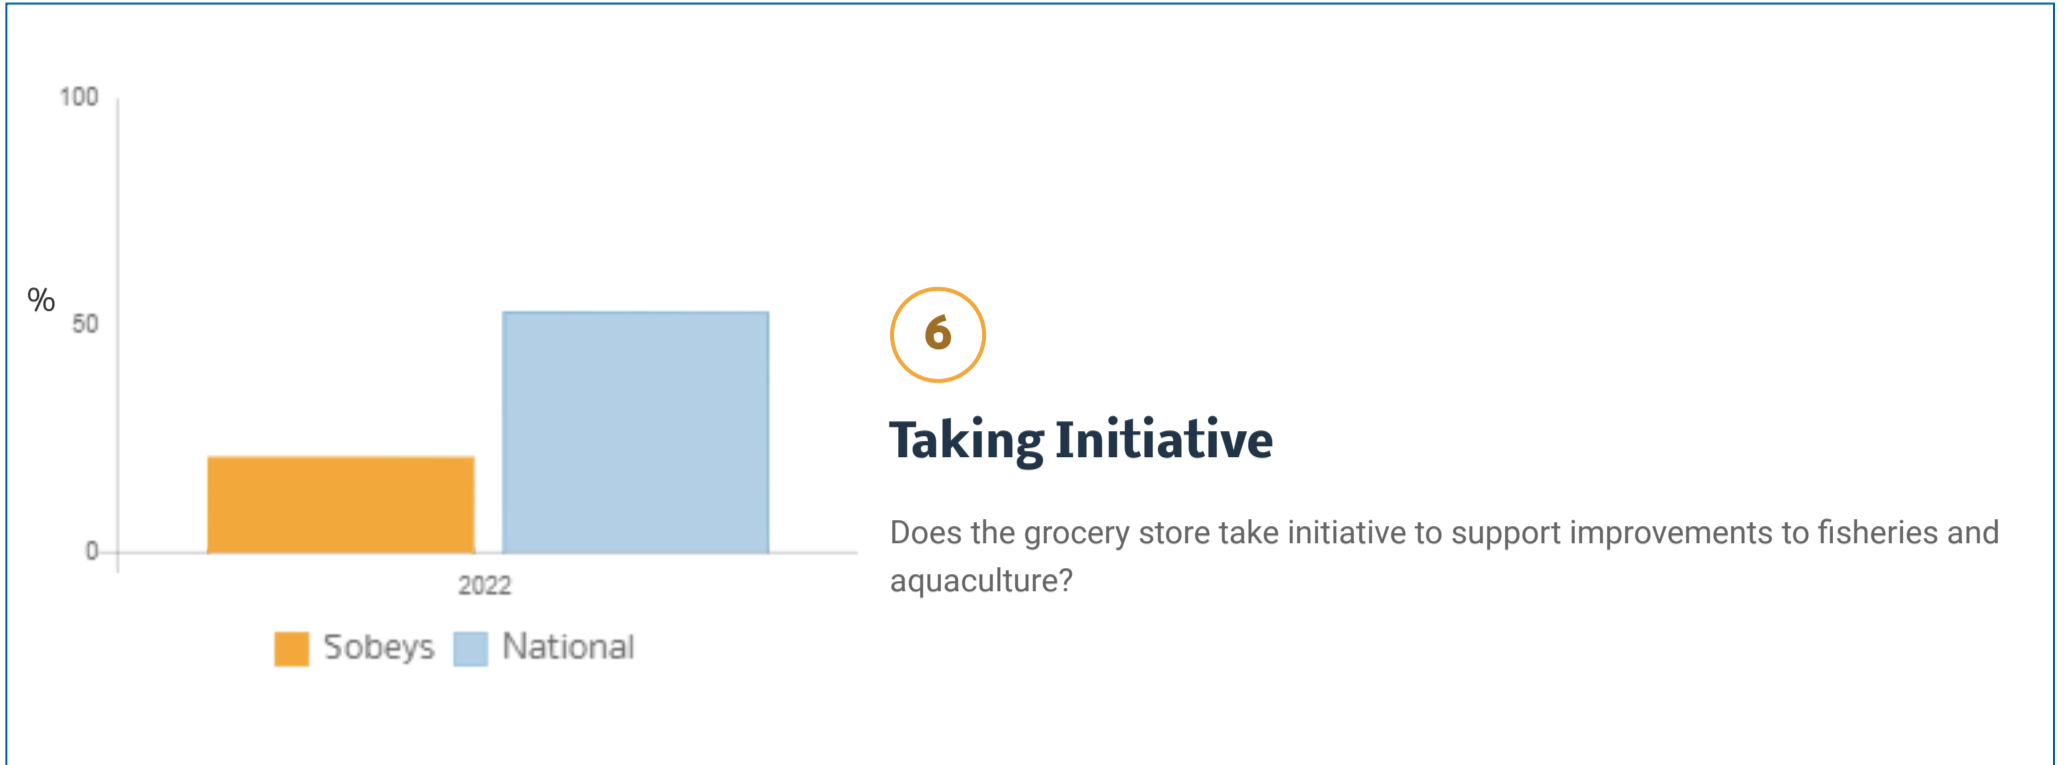 100
%
50
0
2022
Sobeys National
6
Taking Initiative
Does the grocery store take initiative to support improvements to fisheries and
aquaculture?